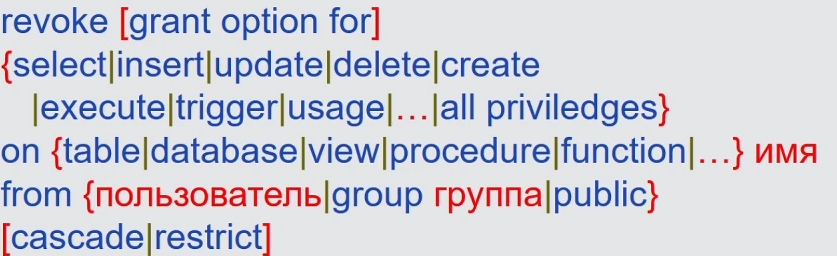 revoke [grant option for]
{select|insert|update|delete|create
|execute|trigger|usage|…|all priviledges}
on {table|database|view|procedure|function|…} имя
from {пользователь|group группа|public}
[cascade|restrict]